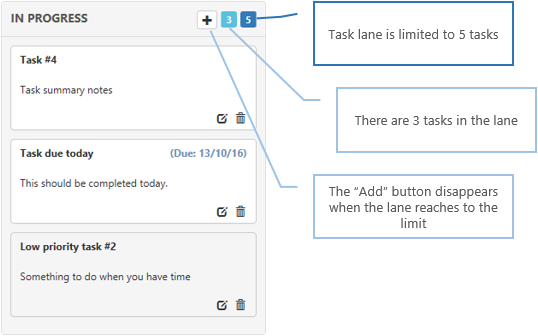 IN PROGRESS
3 5
Task #4
Task summary notes
Task due today (Due: 13/10/16)
This should be completed today.
Low priority task #2
Something to do when you have time
Task lane is limited to 5 tasks
There are 3 tasks in the lane
The “Add” button disappears
when the lane reaches to the
limit